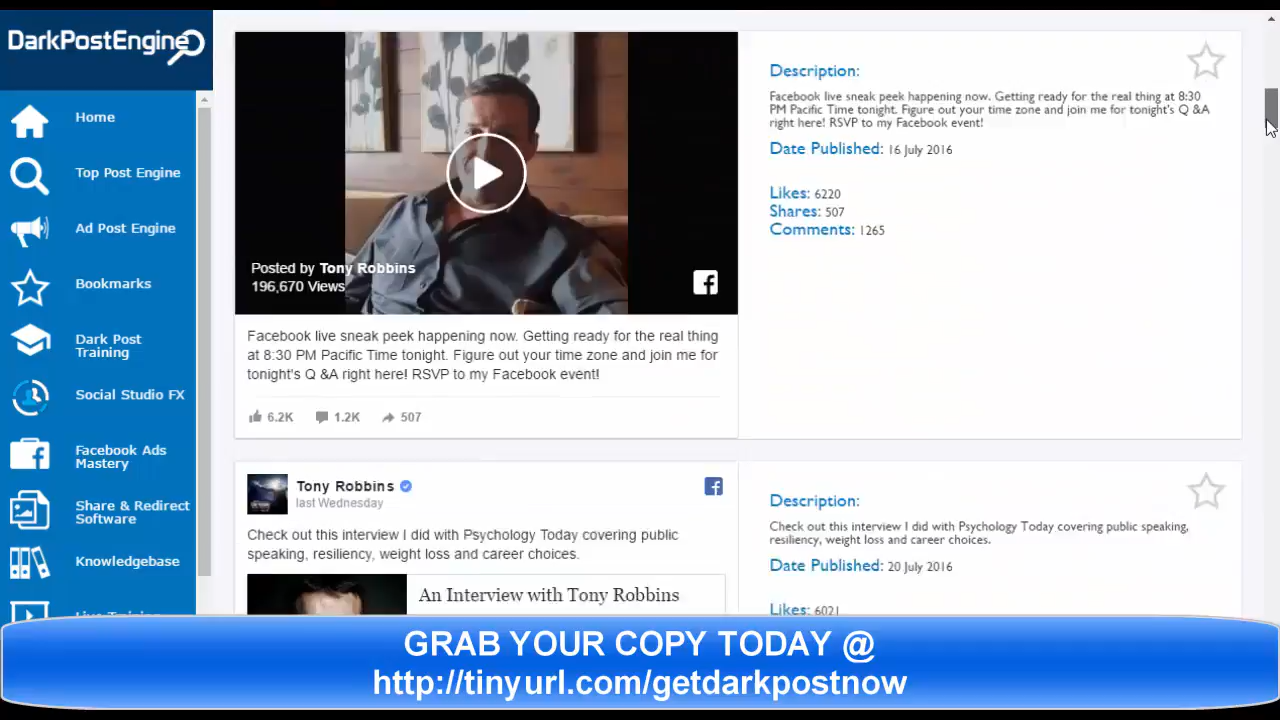 DarkPostEngine
Home
Top Post Engine
Ad Post Engine
Bookmarks
Dark Post
Training
Social Studio FX
Facebook Ads
Mastery
Share & Redirect
Software
Knowledgebase
Live Training
Posted by Tony Robbins
196,670 Views
Facebook live sneak peek happening now. Getting ready for the real thing
at 8:30 PM Pacific Time tonight. Figure out your time zone and join me for
tonight's Q &A right here! RSVP to my Facebook event!
6.2K 1.2K 507
Description:
Facebook live sneak peek happening now. Getting ready for the real thing at 8:30
PM Pacific Time tonight. Figure out your time zone and join me for tonight's Q &A
right here! RSVP to my Facebook event!
Date Published: 16 July 2016
Likes: 6220
Shares: 507
Comments: 1265
Tony Robbins
last Wednesday
Check out this interview I did with Psychology Today covering public
speaking, resiliency, weight loss and career choices.
An Interview with Tony Robbins
Description:
Check out this interview I did with Psychology Today covering public speaking,
resiliency, weight loss and career choices.
Date Published: 20 July 2016
Likes: 6021
GRAB YOUR COPY TODAY @
http://tinyurl.com/getdarkpostnow